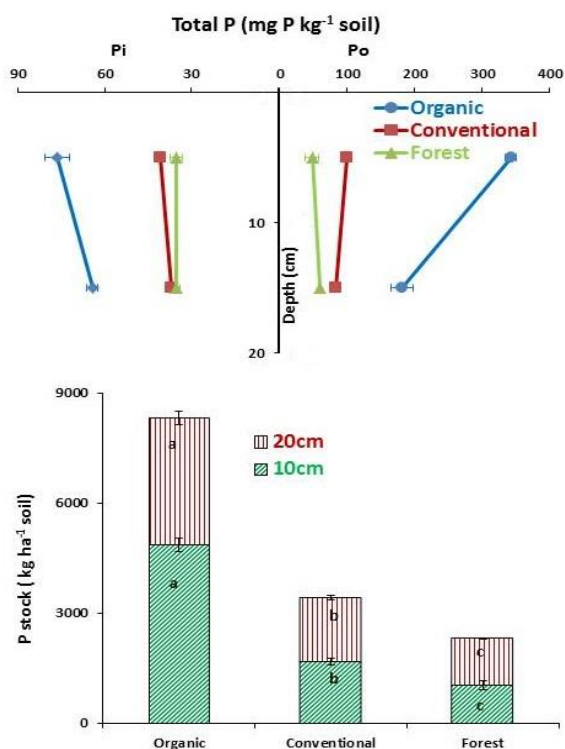 Total P (mg P kg⁻¹ soil)
Pi Po
90 30 0 100 200 300 400
Organic
Conventional
Forest
10
Depth (cm)
20
9000
a
20cm
10cm
6000
P stock ( kg ha⁻¹ soil)
a
3000
b
b
c
c
0
Organic Conventional Forest